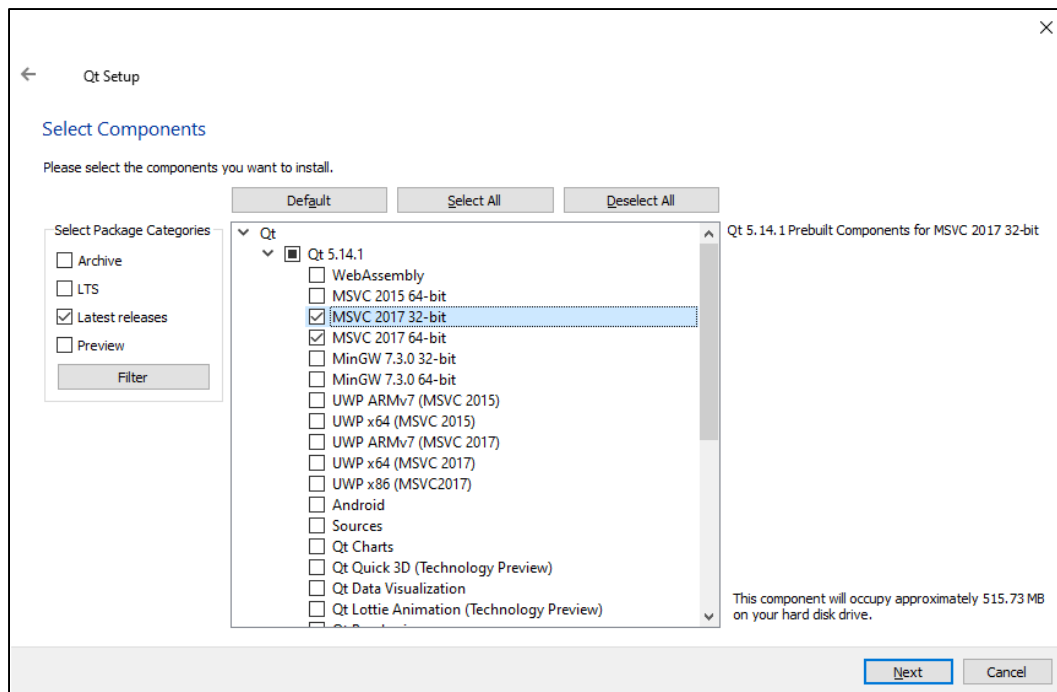 Qt Setup
Select Components
Please select the components you want to install.
Default
Select All
Deselect All
Select Package Categories
Archive
LTS
Latest releases
Preview
Filter
Qt
Qt 5.14.1
WebAssembly
MSVC 2015 64-bit
MSVC 2017 32-bit
MSVC 2017 64-bit
MinGW 7.3.0 32-bit
MinGW 7.3.0 64-bit
UWP ARMv7 (MSVC 2015)
UWP x64 (MSVC 2015)
UWP ARMv7 (MSVC 2017)
UWP x64 (MSVC 2017)
UWP x86 (MSVC2017)
Android
Sources
Qt Charts
Qt Quick 3D (Technology Preview)
Qt Data Visualization
Qt Lottie Animation (Technology Preview)
Qt 5.14.1 Prebuilt Components for MSVC 2017 32-bit
This component will occupy approximately 515.73 MB
on your hard disk drive.
Next
Cancel